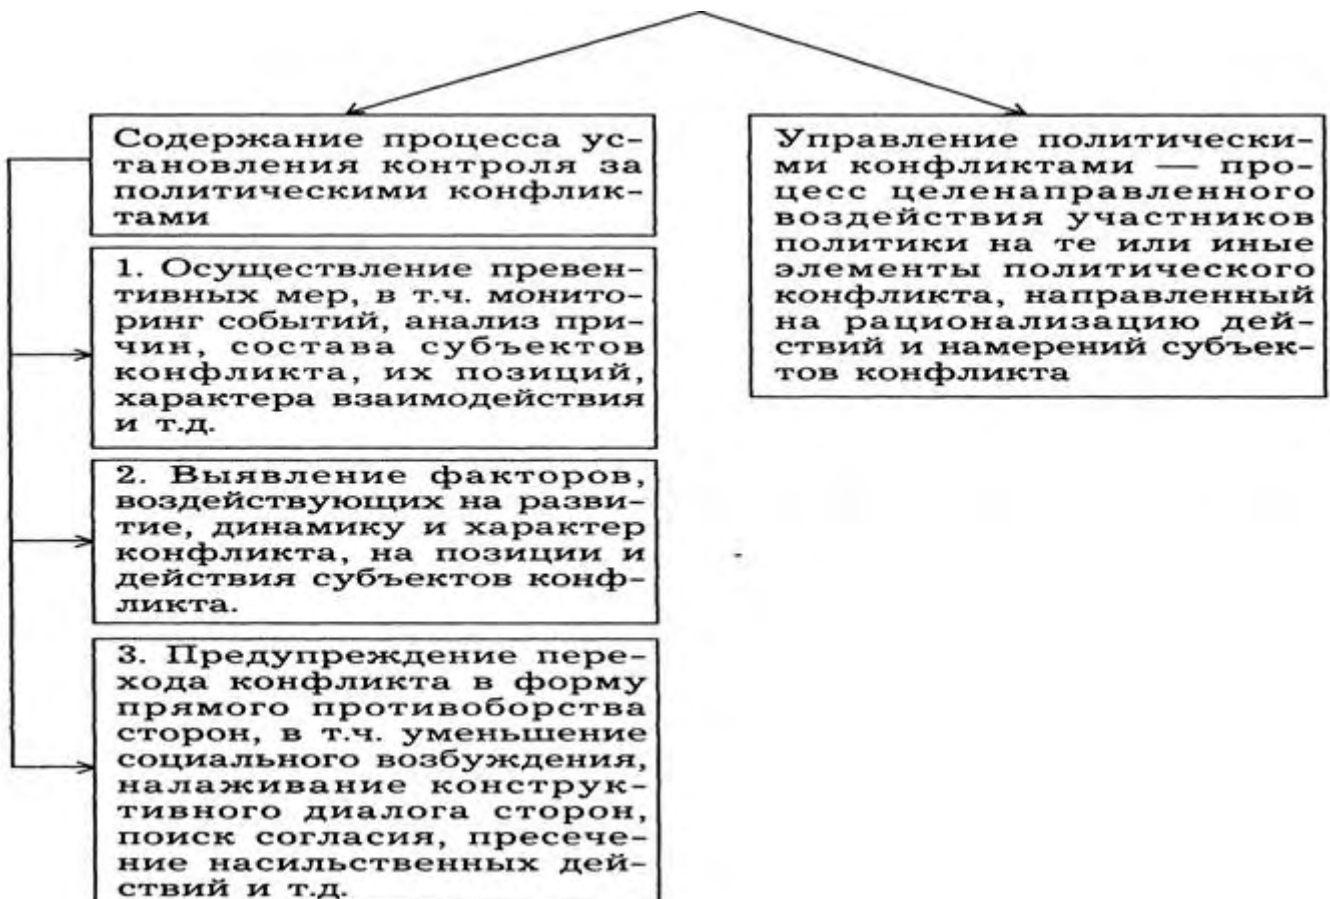 Содержание процесса ус-
тановления контроля за
политическими конфлик-
тами
1. Осуществление превен-
тивных мер, в т.ч. монито-
ринг событий, анализ при-
чин, состава субъектов
конфликта, их позиций,
характера взаимодействия
и т.д.
2. Выявление факторов,
воздействующих на разви-
тие, динамику и характер
конфликта, на позиции и
действия субъектов конф-
ликта.
3. Предупреждение пере-
хода конфликта в форму
прямого противоборства
сторон, в т.ч. уменьшение
социального возбуждения,
налаживание конструк-
тивного диалога сторон,
поиск согласия, пресече-
ние насильственных дей-
ствий и т.д.
Управление политически-
ми конфликтами — про-
цесс целенаправленного
воздействия участников
политики на те или иные
элементы политического
конфликта, направленный
на рационализацию дей-
ствий и намерений субъек-
тов конфликта